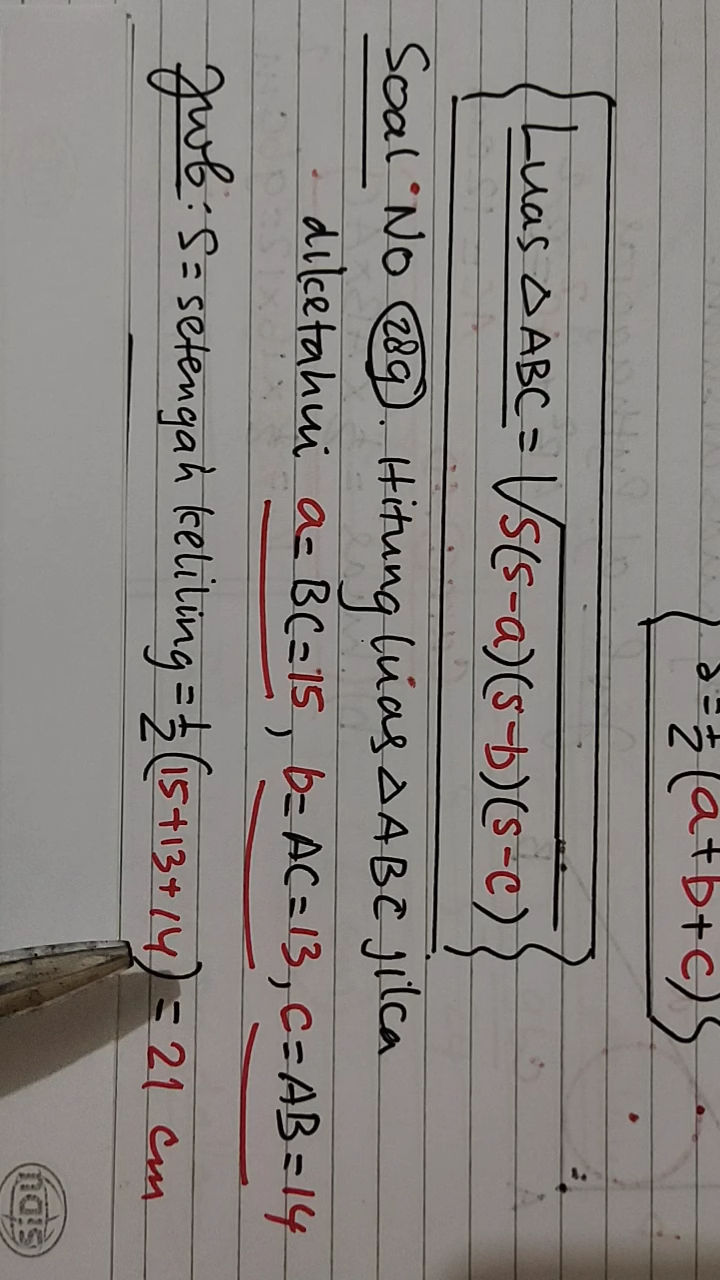 s = ½ (a+b+c)
Luas △ABC = √s(s-a)(s-b)(s-c)
Soal No 289. Hitung luas △ABC jika
diketahui a=BC=15, b=AC=13, c=AB=14
Jwb: S=setengah keliling = ½(15+13+14) = 21 cm